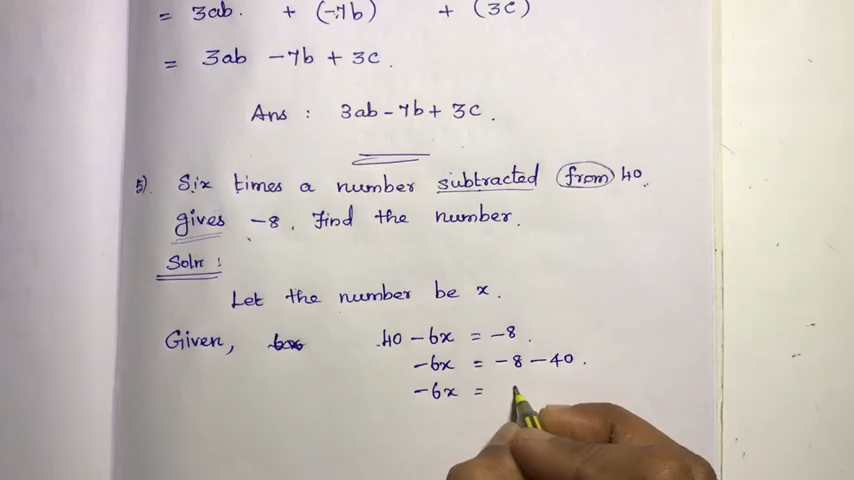 = 3ab. + (-7b) + (3c)
= 3ab -7b + 3c.
Ans : 3ab - 7b + 3c.
5). Six times a number subtracted from 40.
gives -8. Find the number.
Soln :
Let the number be x.
Given, 40 - 6x = -8.
-6x = -8 - 40.
-6x =